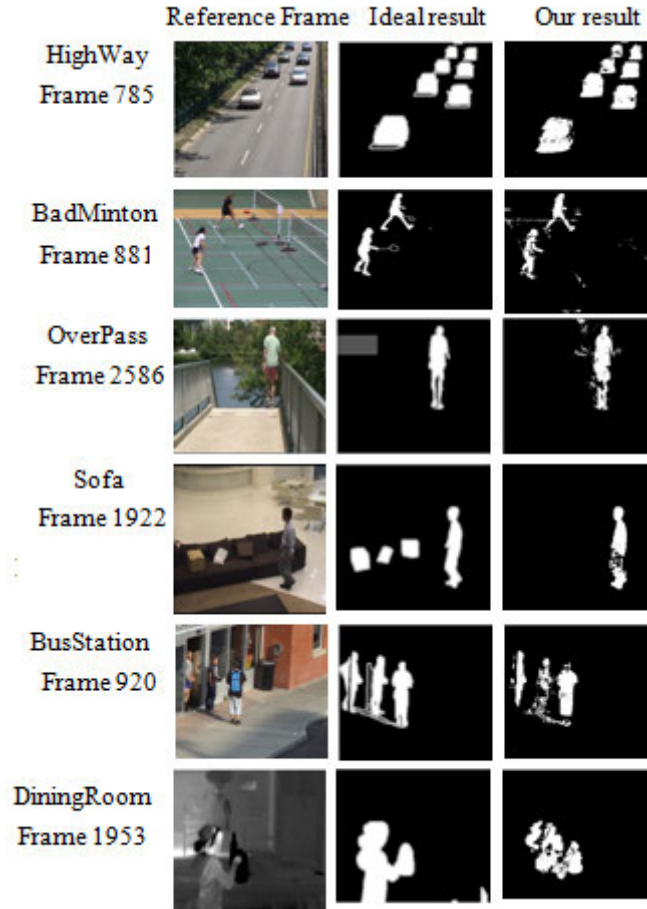 Reference Frame Ideal result Our result
HighWay
Frame 785
BadMinton
Frame 881
OverPass
Frame 2586
Sofa
Frame 1922
BusStation
Frame 920
DiningRoom
Frame 1953